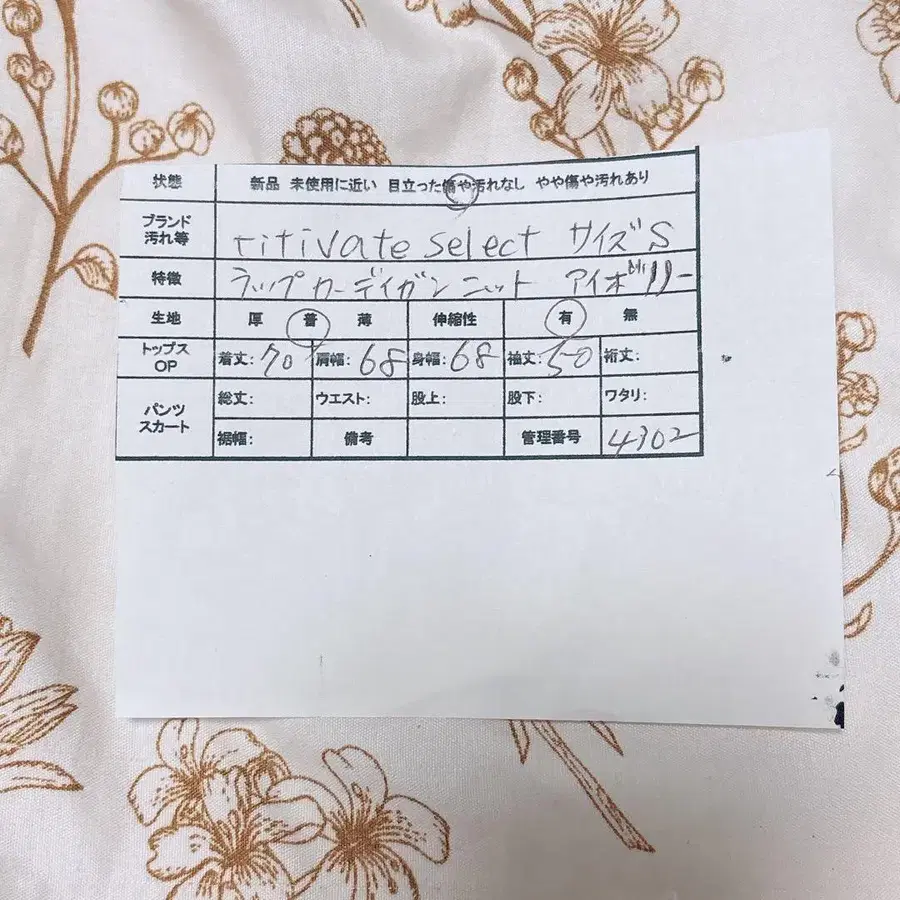 状態 新品 未使用に近い 目立った傷や汚れなし やや傷や汚れあり
ブランド
汚れ等 titivate select サイズS
特徴 ラップカーディガンニット アイボリー
生地 厚 普 薄 伸縮性 有 無
トップス
OP 着丈:70 肩幅:68 身幅:68 袖丈:50 裄丈:
パンツ
スカート 総丈: ウエスト: 股上: 股下: ワタリ:
裾幅: 備考 管理番号 4302